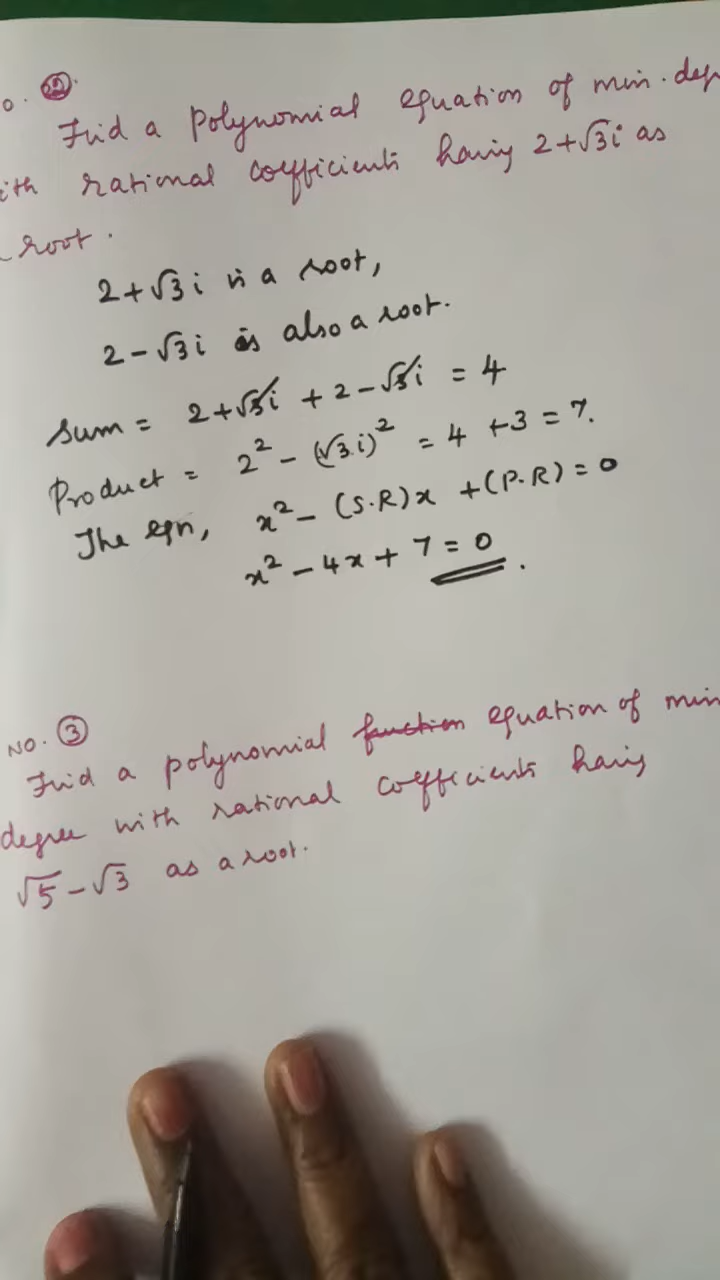 o. ②.
Find a polynomial equation of min. deg
ith rational coefficients having 2+√3i as
root.
2+√3i is a root,
2-√3i is also a root.
Sum = 2+√3i + 2-√3i = 4
Product = 2² - (√3i)² = 4 +3 = 7.
The eqn, x² - (S.R)x + (P.R) = 0
x² - 4x + 7 = 0.
NO. ③
Find a polynomial function equation of min
degree with rational coefficients having
√5-√3 as a root.